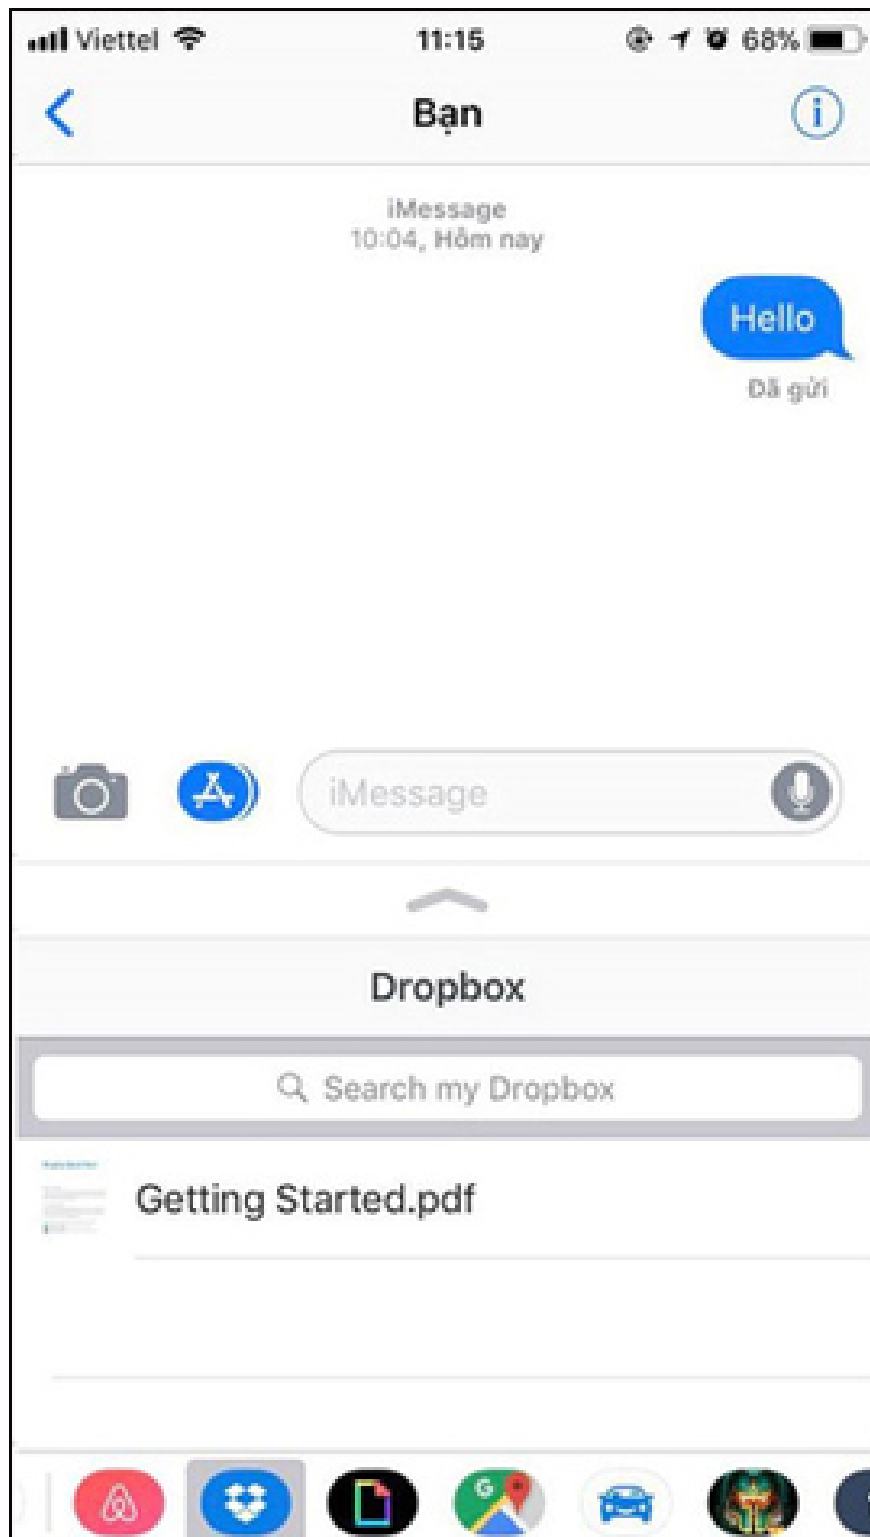 Viettel 11:15 68%
Bạn
iMessage
10:04, Hôm nay
Hello
Đã gửi
iMessage
Dropbox
Search my Dropbox
Getting Started.pdf
G